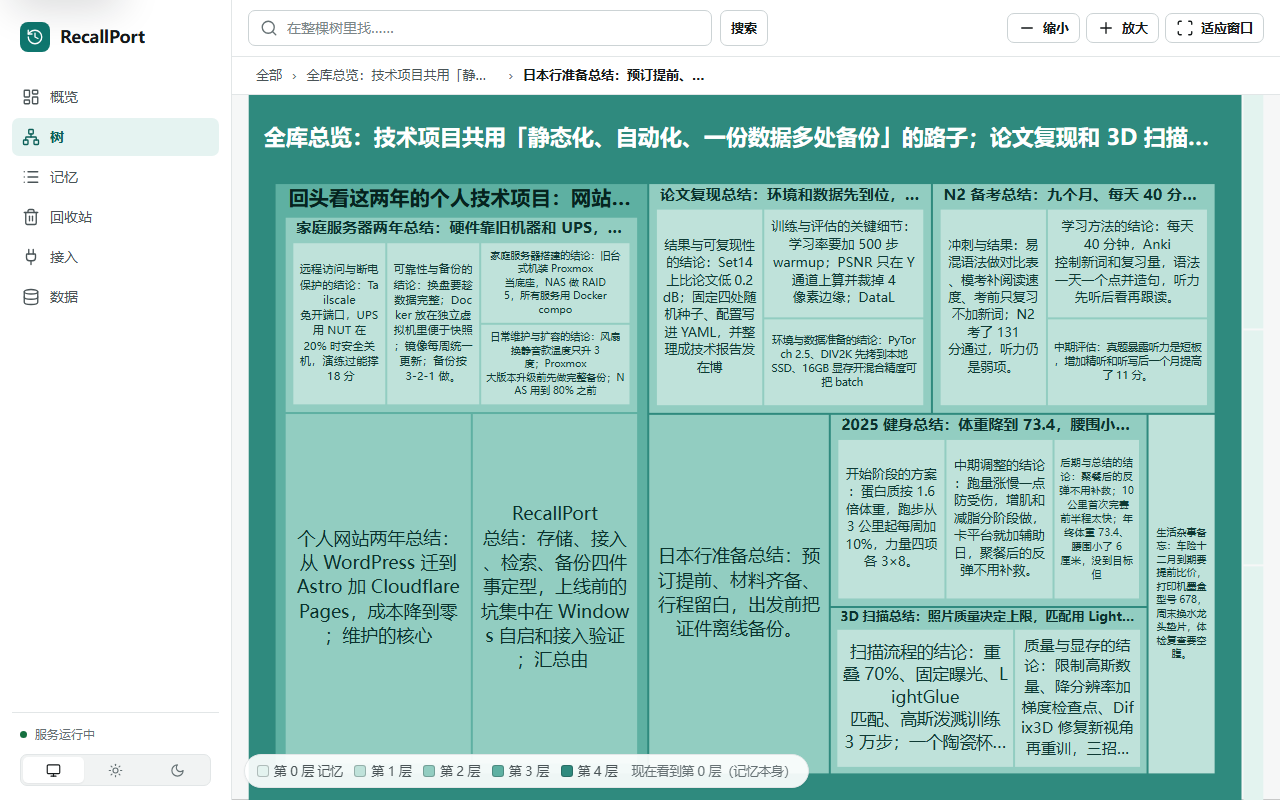 RecallPort
在整棵树里找……
搜索
缩小
放大
适应窗口
概览
树
记忆
回收站
接入
数据
服务运行中
全部 › 全库总览：技术项目共用「静... › 日本行准备总结：预订提前、...
全库总览：技术项目共用「静态化、自动化、一份数据多处备份」的路子；论文复现和 3D 扫描...
回头看这两年的个人技术项目：网站...
家庭服务器两年总结：硬件靠旧机器和 UPS，...
远程访问与断电
保护的结论：Ta
ilscale
免开端口，UPS
用 NUT 在
20% 时安全关
机，演练过能撑
18 分
可靠性与备份的
结论：换盘要趁
数据完整；Doc
ker 放在独立虚
拟机里便于快照
；镜像每周统一
更新；备份按
3-2-1 做。
家庭服务器搭建的结论：旧台
式机装 Proxmox
当底座，NAS 做 RAID
5，所有服务用 Docker
compo
日常维护与扩容的结论：风扇
换静音款温度只升 3
度；Proxmox
大版本升级前先做完整备份；N
AS 用到 80% 之前
个人网站两年总结：
从 WordPress 迁到
Astro 加 Cloudflare
Pages，成本降到零
；维护的核心
RecallPort
总结：存储、接入
、检索、备份四件
事定型，上线前的
坑集中在 Window
s 自启和接入验证
；汇总由
论文复现总结：环境和数据先到位，...
结果与可复现性
的结论：Set14
上比论文低 0.2
dB；固定四处随
机种子、配置写
进 YAML，并整
理成技术报告发
在博
训练与评估的关键细节：
学习率要加 500 步
warmup；PSNR 只在 Y
通道上算并裁掉 4
像素边缘；DataL
环境与数据准备的结论：PyTor
ch 2.5、DIV2K 先拷到本地
SSD、16GB 显存开混合精度可
把 batch
N2 备考总结：九个月、每天 40 分...
冲刺与结果：易
混语法做对比表
、模考补阅读速
度、考前只复习
不加新词；N2
考了 131
分通过，听力仍
是弱项。
学习方法的结论：每天
40 分钟，Anki
控制新词和复习量，语法
一天一个点并造句，听力
先听后看再跟读。
中期评估：真题暴露听力是短板
，增加精听和听写后一个月提高
了 11 分。
日本行准备总结：预
订提前、材料齐备、
行程留白，出发前把
证件离线备份。
2025 健身总结：体重降到 73.4，腰围小...
开始阶段的方案
：蛋白质按 1.6
倍体重，跑步从
3 公里起每周加
10%，力量四项
各 3×8。
中期调整的结论
：跑量涨慢一点
防受伤，增肌和
减脂分阶段做，
卡平台就加辅助
日，聚餐后的反
弹不用补救。
后期与总结的结
论：聚餐后的反
弹不用补救；10
公里首次完赛
前半程太快；年
终体重 73.4、
腰围小了 6
厘米，没到目标
但
3D 扫描总结：照片质量决定上限，匹配用 Light...
扫描流程的结论：重
叠 70%、固定曝光、L
ightGlue
匹配、高斯泼溅训练
3 万步；一个陶瓷杯...
质量与显存的结
论：限制高斯数
量、降分辨率加
梯度检查点、Dif
ix3D 修复新视角
再重训，三招...
生活杂事备
忘：车险十
二月到期要
提前比价，
打印机墨盒
型号 678，
周末换水龙
头垫片，体
检复查要空
腹。
第 0 层 记忆 第 1 层 第 2 层 第 3 层 第 4 层 现在看到第 0 层（记忆本身）